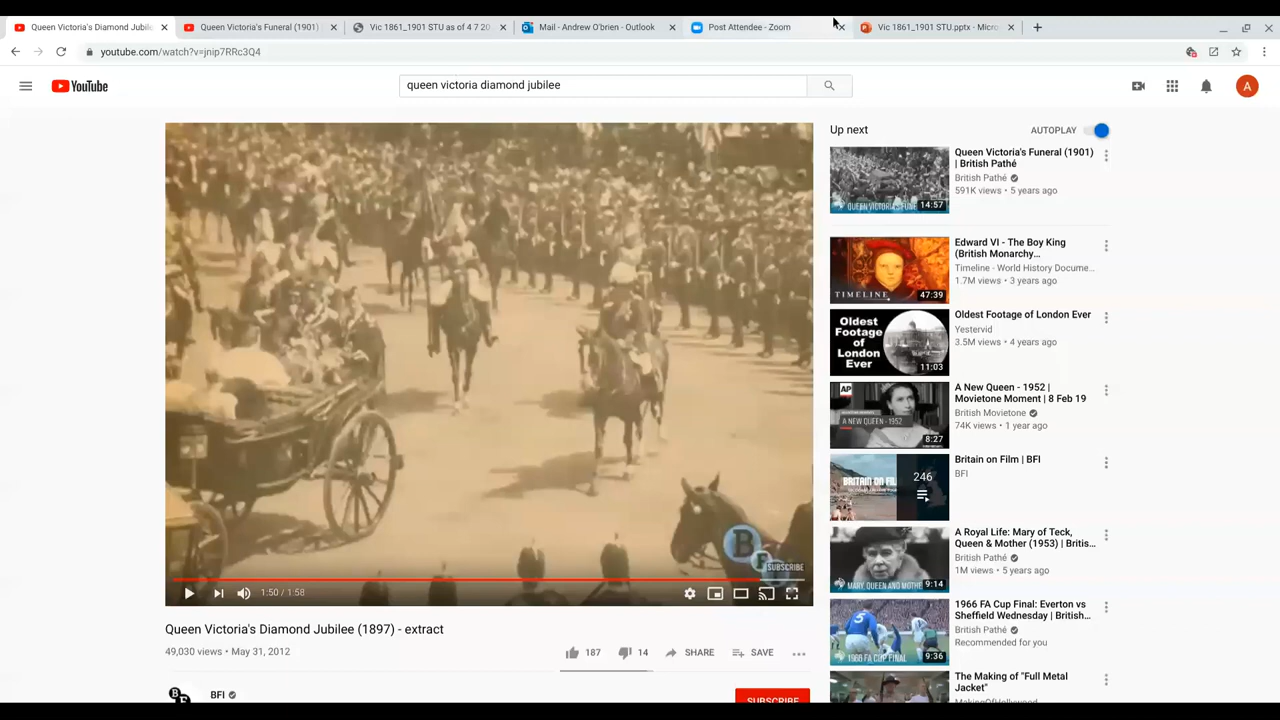 Queen Victoria's Diamond Jubile
Queen Victoria's Funeral (1901)
Vic 1861_1901 STU as of 4 7 20
Mail - Andrew O'Brien - Outlook
Post Attendee - Zoom
Vic 1861_1901 STU.pptx - Micro
youtube.com/watch?v=jnip7RRc3Q4
YouTube
queen victoria diamond jubilee
A
SUBSCRIBE
1:50 / 1:58
Queen Victoria's Diamond Jubilee (1897) - extract
49,030 views • May 31, 2012
187
14
SHARE
SAVE
BFI
SUBSCRIBE
Up next
AUTOPLAY
14:57
Queen Victoria's Funeral (1901)
| British Pathé
British Pathé
591K views • 5 years ago
TIMELINE
47:39
Edward VI - The Boy King
(British Monarchy...
Timeline - World History Docume...
1.7M views • 3 years ago
Oldest
Footage of
London
Ever
11:03
Oldest Footage of London Ever
Yestervid
3.5M views • 4 years ago
AP
A NEW QUEEN - 1952
8:27
A New Queen - 1952 |
Movietone Moment | 8 Feb 19
British Movietone
74K views • 1 year ago
BRITAIN ON FIL
246
Britain on Film | BFI
BFI
MARY, QUEEN AND MOTHE
9:14
A Royal Life: Mary of Teck,
Queen & Mother (1953) | Britis...
British Pathé
1M views • 5 years ago
5
1966 FA CUP FINAL
9:36
1966 FA Cup Final: Everton vs
Sheffield Wednesday | British...
British Pathé
Recommended for you
The Making of "Full Metal
Jacket"